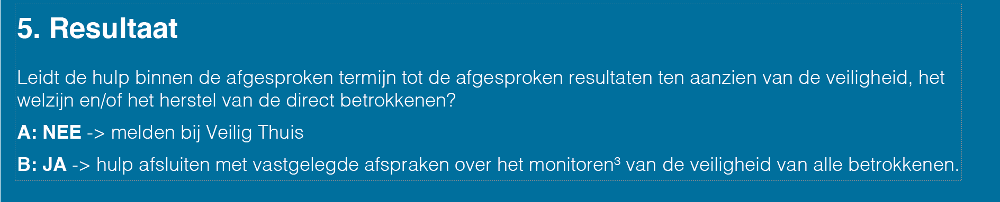 5. Resultaat
Leidt de hulp binnen de afgesproken termijn tot de afgesproken resultaten ten aanzien van de veiligheid, het
welzijn en/of het herstel van de direct betrokkenen?
A: NEE -> melden bij Veilig Thuis
B: JA -> hulp afsluiten met vastgelegde afspraken over het monitoren³ van de veiligheid van alle betrokkenen.